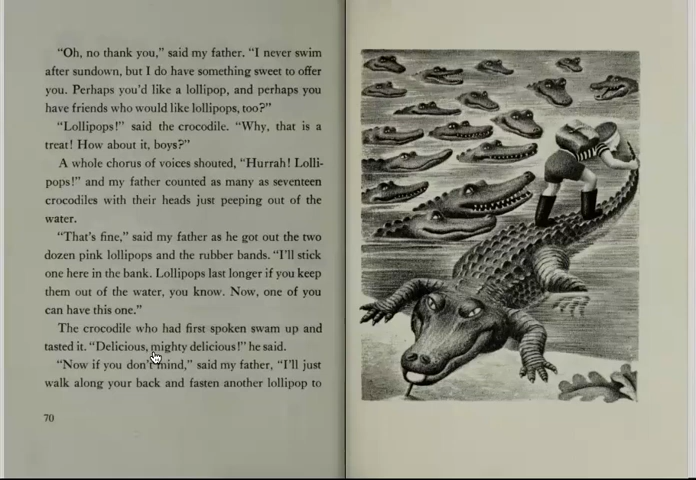 “Oh, no thank you,” said my father. “I never swim
after sundown, but I do have something sweet to offer
you. Perhaps you’d like a lollipop, and perhaps you
have friends who would like lollipops, too?”
“Lollipops!” said the crocodile. “Why, that is a
treat! How about it, boys?”
A whole chorus of voices shouted, “Hurrah! Lolli-
pops!” and my father counted as many as seventeen
crocodiles with their heads just peeping out of the
water.
“That’s fine,” said my father as he got out the two
dozen pink lollipops and the rubber bands. “I’ll stick
one here in the bank. Lollipops last longer if you keep
them out of the water, you know. Now, one of you
can have this one.”
The crocodile who had first spoken swam up and
tasted it. “Delicious, mighty delicious!” he said.
“Now if you don’t mind,” said my father, “I’ll just
walk along your back and fasten another lollipop to
70